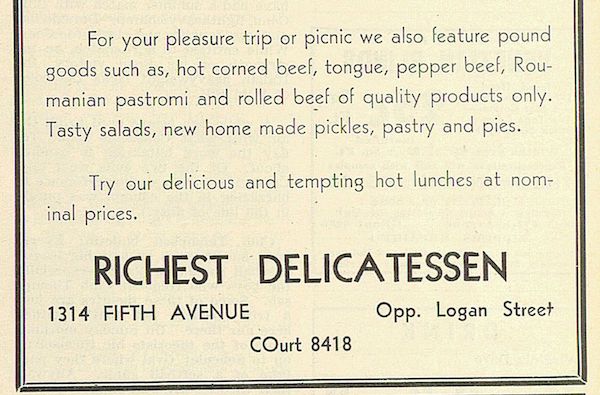 For your pleasure trip or picnic we also feature pound
goods such as, hot corned beef, tongue, pepper beef, Rou-
manian pastromi and rolled beef of quality products only.
Tasty salads, new home made pickles, pastry and pies.
Try our delicious and tempting hot lunches at nom-
inal prices.
RICHEST DELICATESSEN
1314 FIFTH AVENUE Opp. Logan Street
COurt 8418